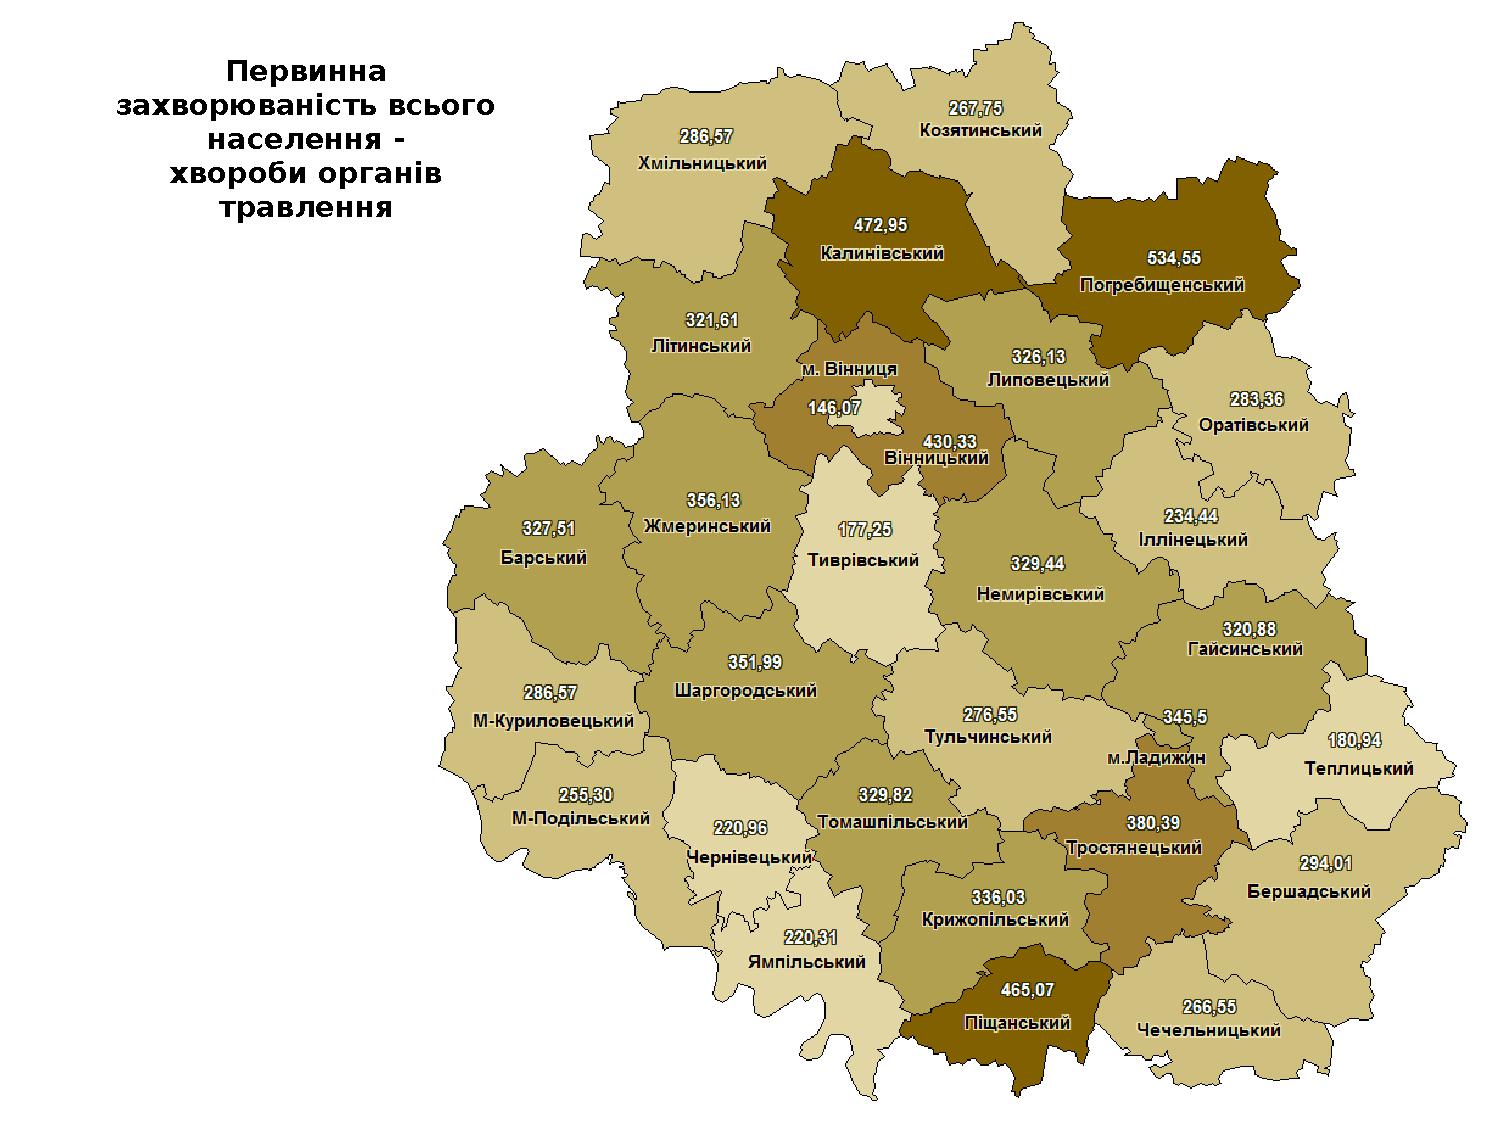 Первинна
захворюваність всього
населення -
хвороби органів
травлення
267,75
Козятинський
286,57
Хмільницький
472,95
Калинівський
534,55
Погребищенський
321,61
Літинський
326,13
Липовецький
м. Вінниця
146,07
283,36
Оратівський
430,33
Вінницький
356,13
Жмеринський
327,51
Барський
177,25
Тиврівський
234,44
Іллінецький
329,44
Немирівський
320,88
Гайсинський
351,99
Шаргородський
286,57
М-Куриловецький
276,55
Тульчинський
345,5
м.Ладижин
180,94
Теплицький
255,30
М-Подільський
329,82
Томашпільський
220,96
Чернівецький
380,39
Тростянецький
294,01
Бершадський
336,03
Крижопільський
220,31
Ямпільський
465,07
Піщанський
266,55
Чечельницький